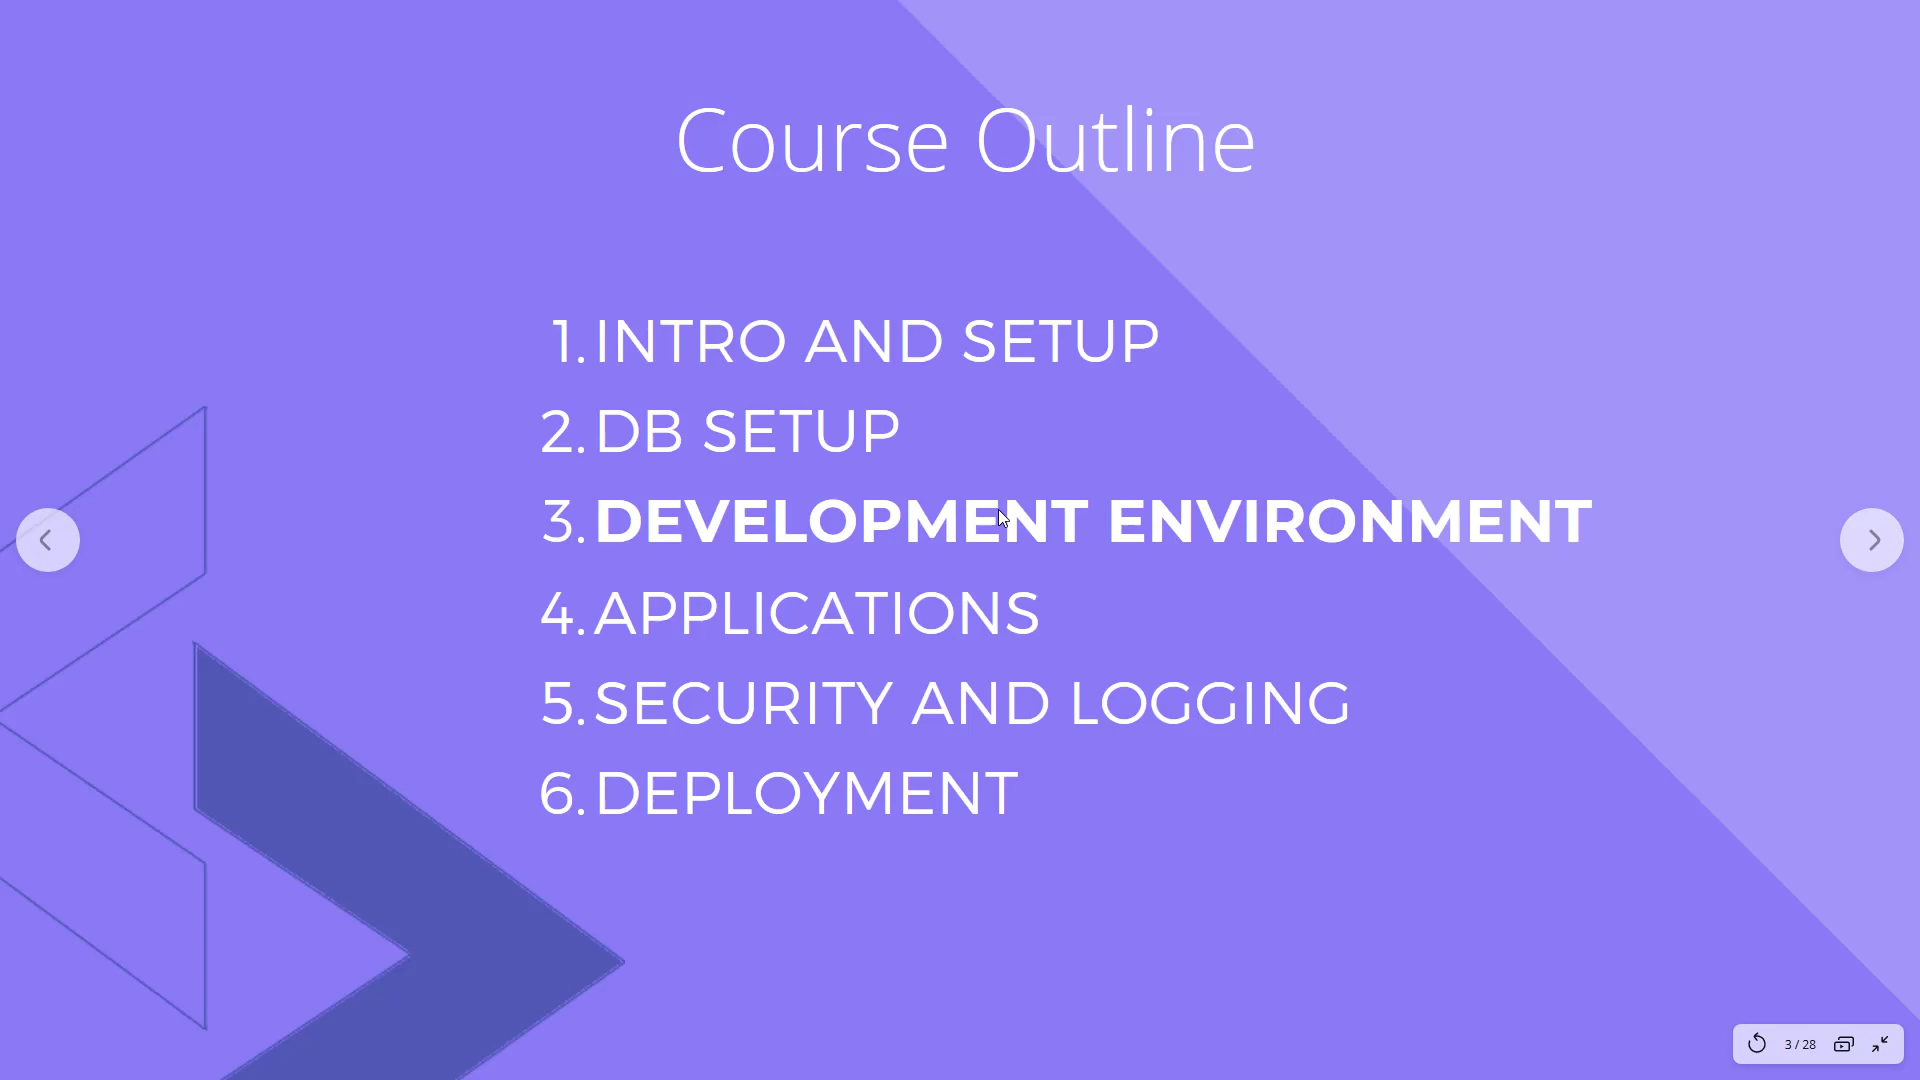 Course Outline
1. INTRO AND SETUP
2. DB SETUP
3. DEVELOPMENT ENVIRONMENT
4. APPLICATIONS
5. SECURITY AND LOGGING
6. DEPLOYMENT
3 / 28